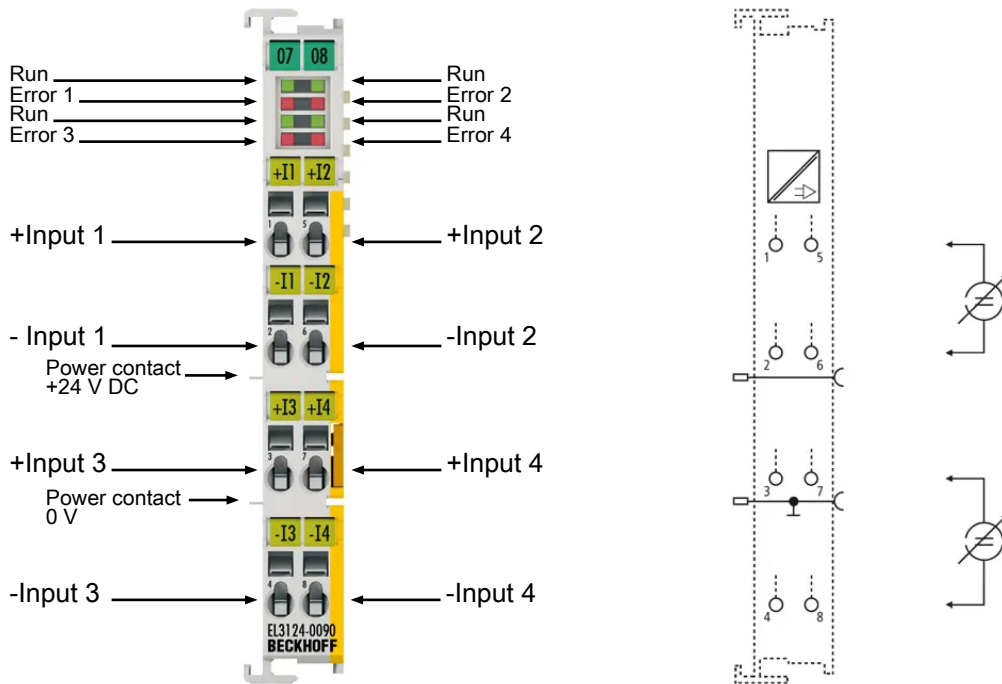 07 08
Run
Error 1
Run
Error 3
Run
Error 2
Run
Error 4
+I1 +I2
1 5
+Input 1
+Input 2
-I1 -I2
2 6
- Input 1
-Input 2
Power contact
+24 V DC
+I3 +I4
3 7
+Input 3
+Input 4
Power contact
0 V
-I3 -I4
4 8
-Input 3
-Input 4
EL3124-0090
BECKHOFF
1 5
2 6
3 7
4 8